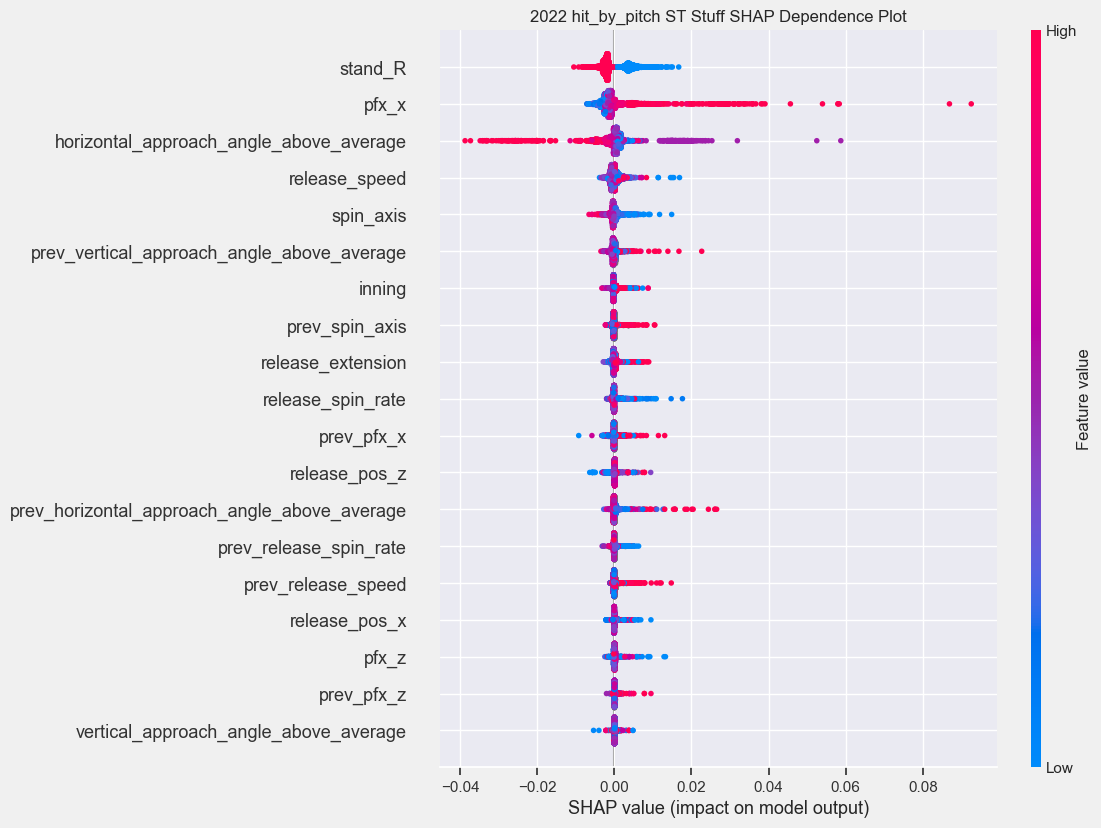 2022 hit_by_pitch ST Stuff SHAP Dependence Plot
High
stand_R
pfx_x
horizontal_approach_angle_above_average
release_speed
spin_axis
prev_vertical_approach_angle_above_average
inning
prev_spin_axis
release_extension
release_spin_rate
prev_pfx_x
release_pos_z
prev_horizontal_approach_angle_above_average
prev_release_spin_rate
prev_release_speed
release_pos_x
pfx_z
prev_pfx_z
vertical_approach_angle_above_average
Feature value
Low
−0.04 −0.02 0.00 0.02 0.04 0.06 0.08
SHAP value (impact on model output)